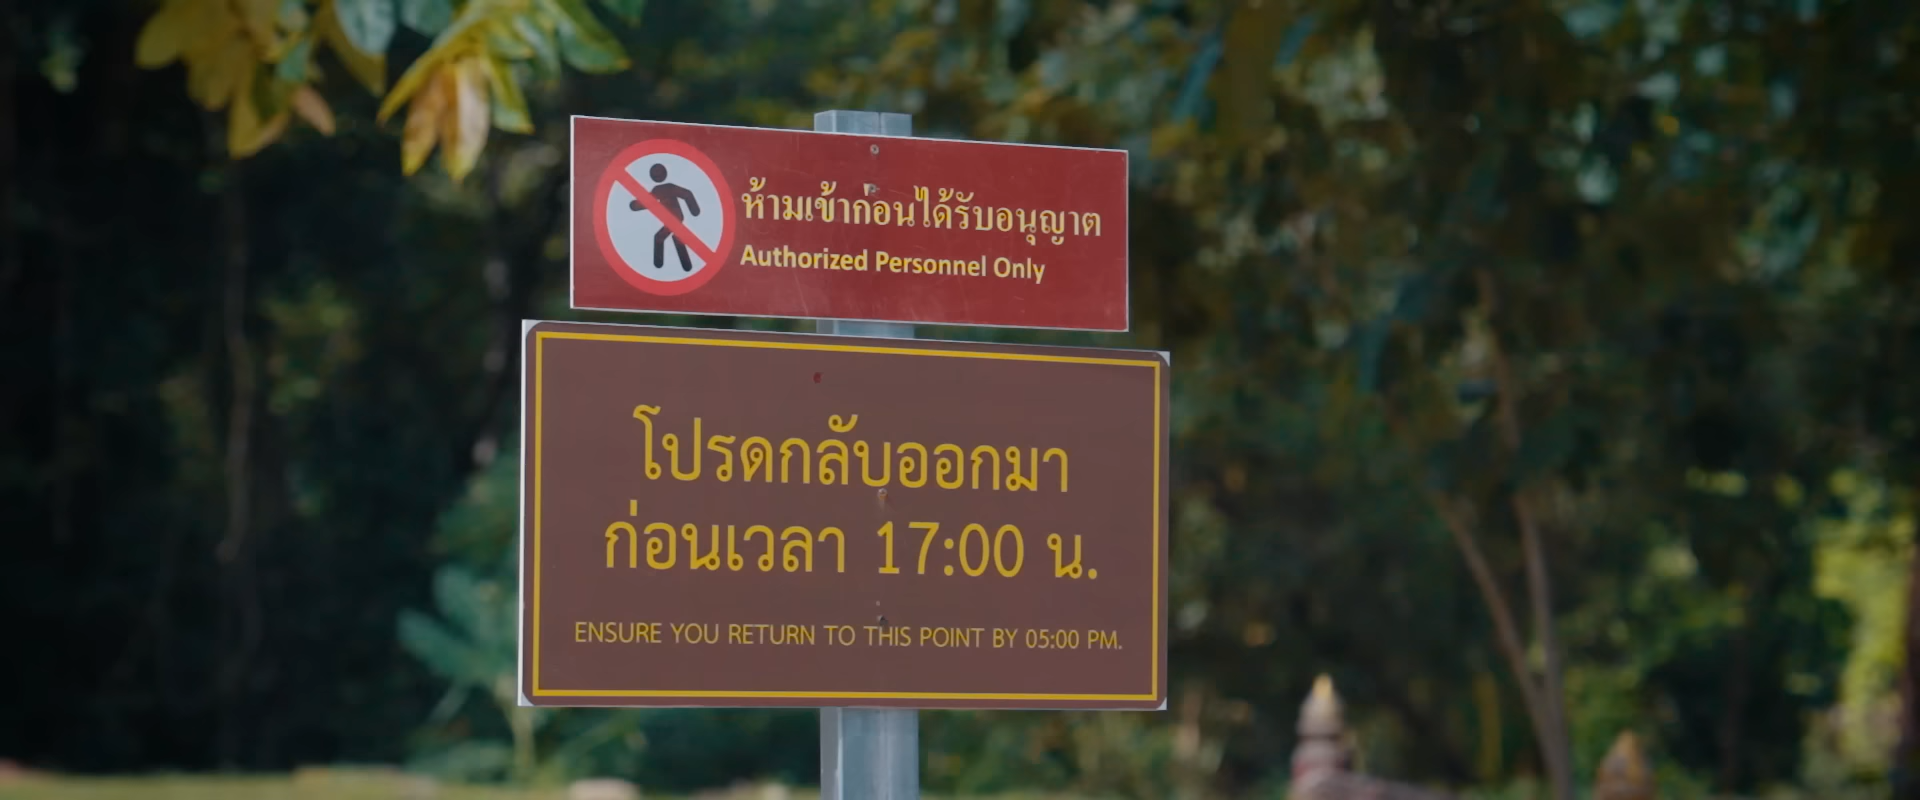 ห้ามเข้าก่อนได้รับอนุญาต
Authorized Personnel Only
โปรดกลับออกมา
ก่อนเวลา 17:00 น.
ENSURE YOU RETURN TO THIS POINT BY 05:00 PM.